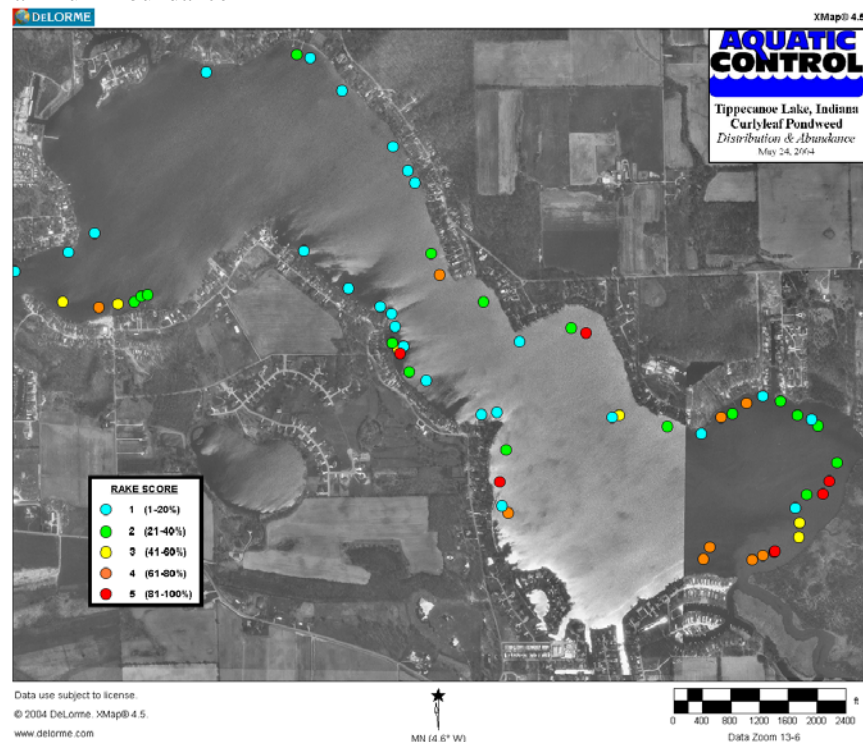 DELORME
XMap® 4.5
AQUATIC
CONTROL
Tippecanoe Lake, Indiana
Curlyleaf Pondweed
Distribution & Abundance
May 24, 2004
RAKE SCORE
1 (1-20%)
2 (21-40%)
3 (41-60%)
4 (61-80%)
5 (81-100%)
Data use subject to license.
© 2004 DeLorme. XMap® 4.5.
www.delorme.com
MN (4.6° W)
ft
0 400 800 1200 1600 2000 2400
Data Zoom 13-6